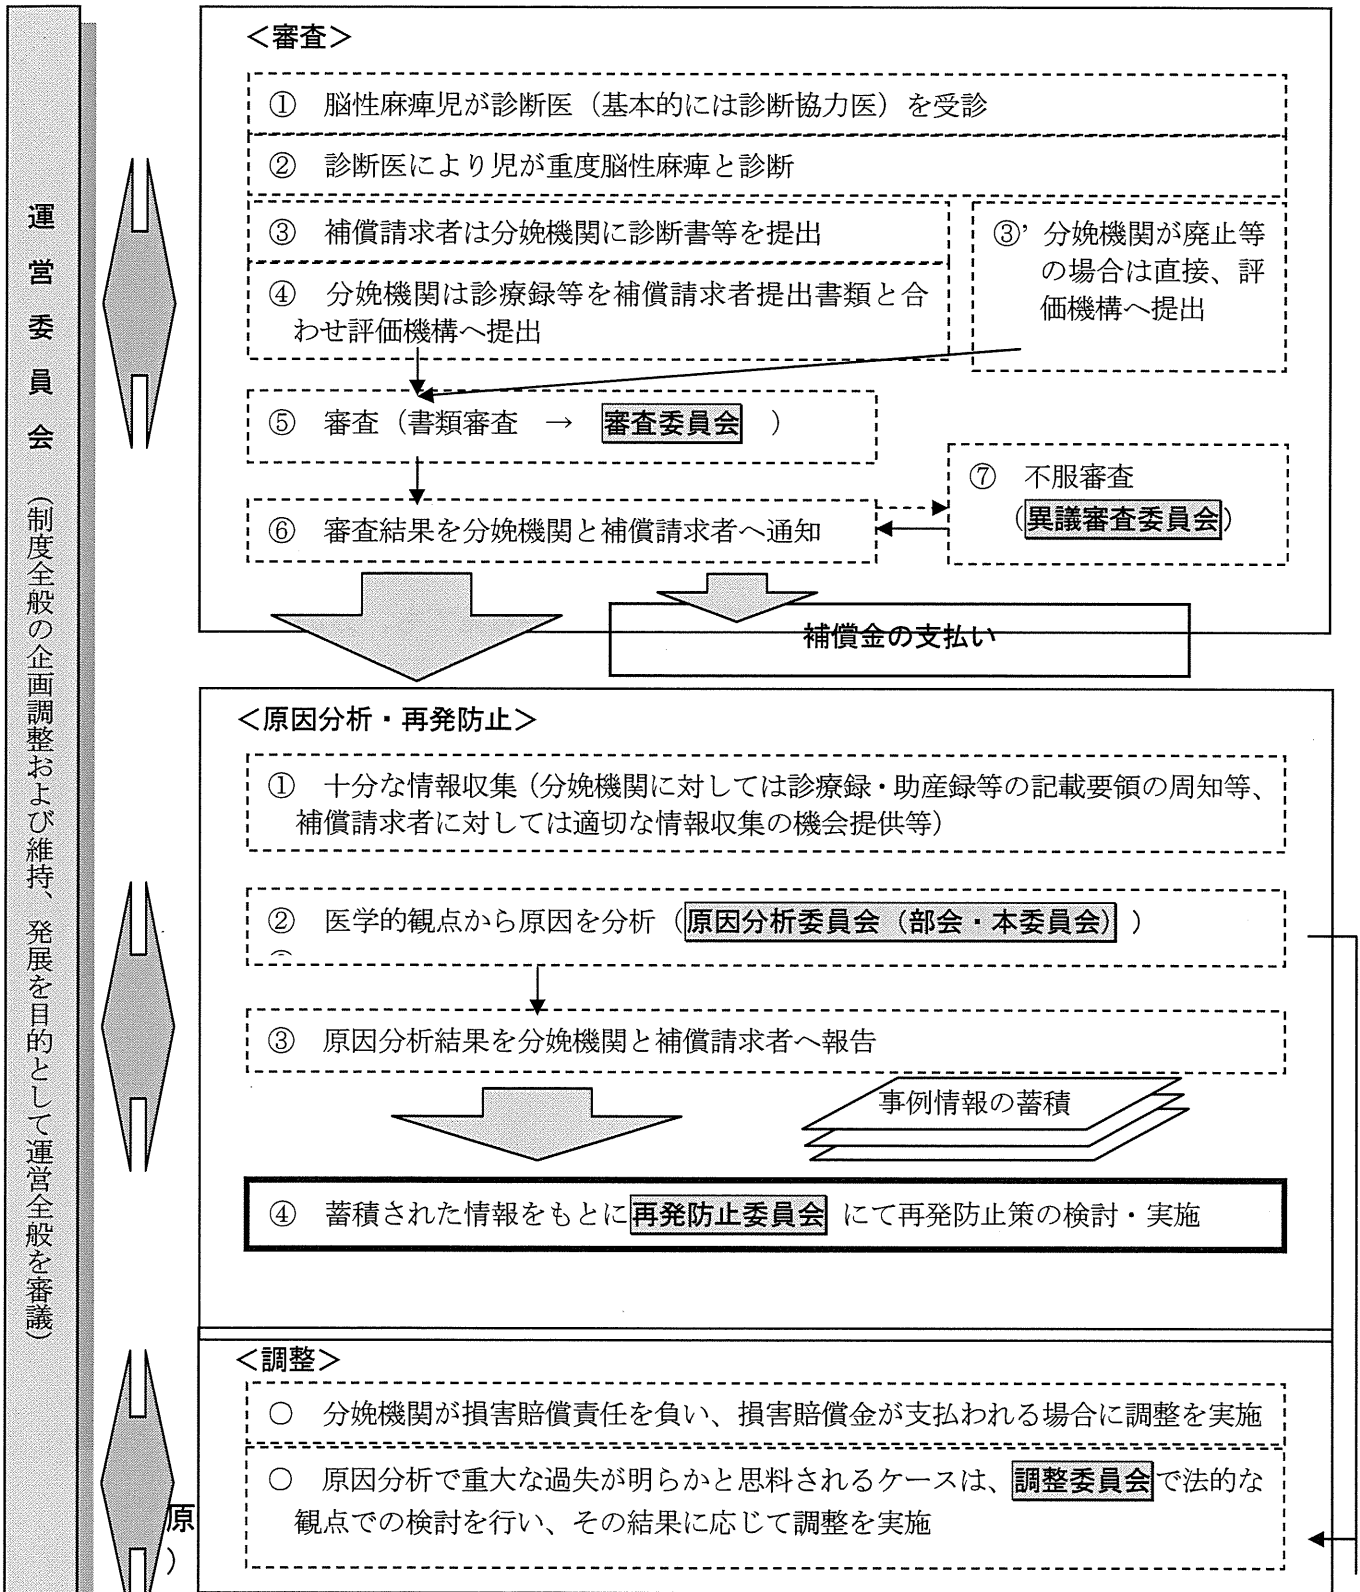 運営委員会（制度全般の企画調整および維持、発展を目的として運営全般を審議）
＜審査＞
① 脳性麻痺児が診断医（基本的には診断協力医）を受診
② 診断医により児が重度脳性麻痺と診断
③ 補償請求者は分娩機関に診断書等を提出
④ 分娩機関は診療録等を補償請求者提出書類と合
わせ評価機構へ提出
③’ 分娩機関が廃止等
の場合は直接、評
価機構へ提出
⑤ 審査（書類審査 → 審査委員会 ）
⑥ 審査結果を分娩機関と補償請求者へ通知
⑦ 不服審査
（異議審査委員会）
補償金の支払い
＜原因分析・再発防止＞
① 十分な情報収集（分娩機関に対しては診療録・助産録等の記載要領の周知等、
補償請求者に対しては適切な情報収集の機会提供等）
② 医学的観点から原因を分析（原因分析委員会（部会・本委員会） ）
③ 原因分析結果を分娩機関と補償請求者へ報告
事例情報の蓄積
④ 蓄積された情報をもとに再発防止委員会 にて再発防止策の検討・実施
＜調整＞
○ 分娩機関が損害賠償責任を負い、損害賠償金が支払われる場合に調整を実施
○ 原因分析で重大な過失が明らかと思料されるケースは、調整委員会で法的な
観点での検討を行い、その結果に応じて調整を実施
原
）